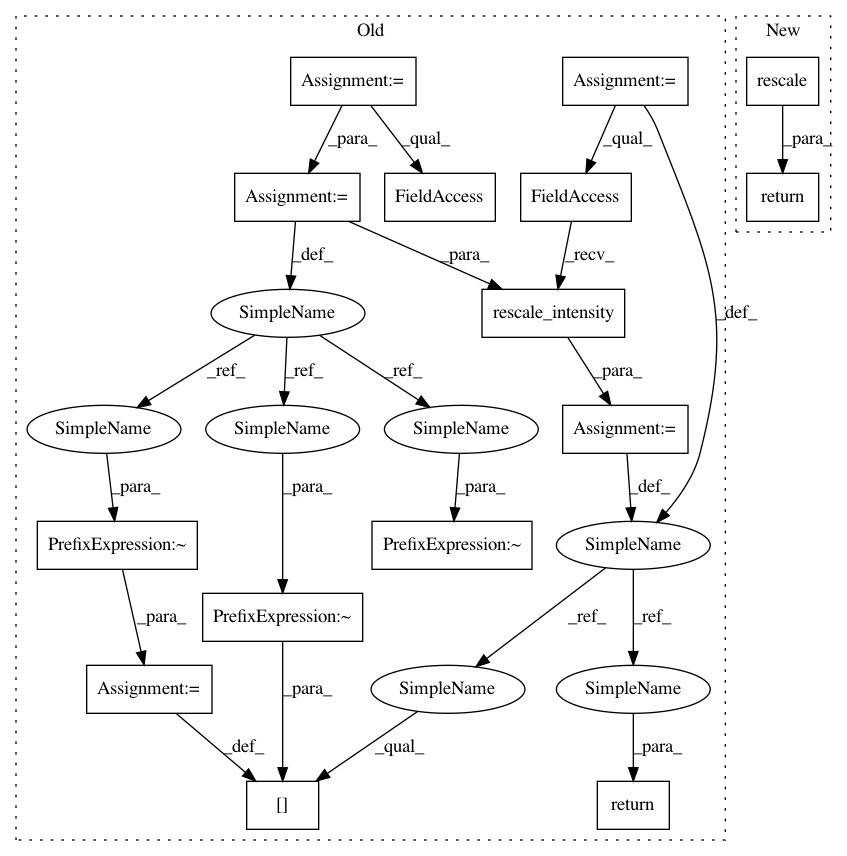 Old
New
Assignment:=
Assignment:=
rescale
_para_
_qual_
_qual_
_para_
Assignment:=
FieldAccess
FieldAccess
return
_def_
_para_
_recv_
SimpleName
rescale_intensity
_def_
_ref_
_ref_
_ref_
_para_
SimpleName
SimpleName
SimpleName
Assignment:=
_para_
_para_
_para_
_def_
PrefixExpression:~
PrefixExpression:~
SimpleName
_para_
PrefixExpression:~
_ref_
_ref_
Assignment:=
_para_
SimpleName
SimpleName
_def_
_qual_
_para_
[]
return